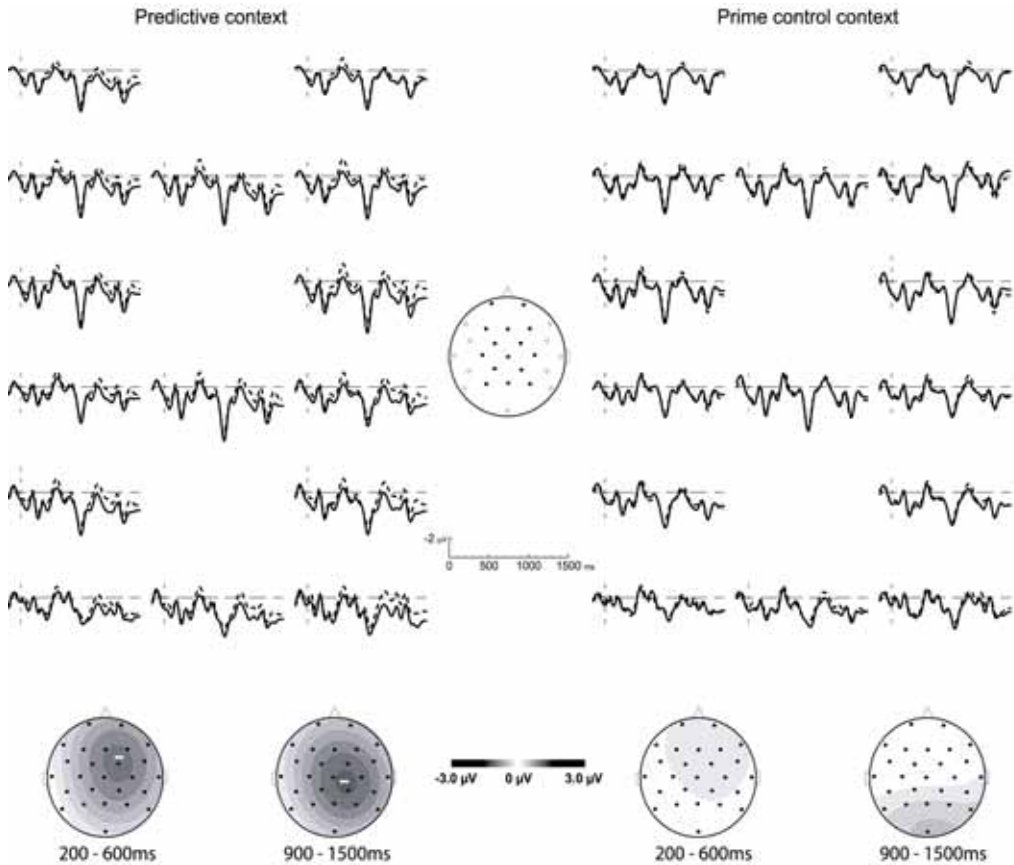 Predictive context
Prime control context
-2 µV
0 500 1000 1500 ms
-3.0 µV 0 µV 3.0 µV
200 - 600ms
900 - 1500ms
200 - 600ms
900 - 1500ms